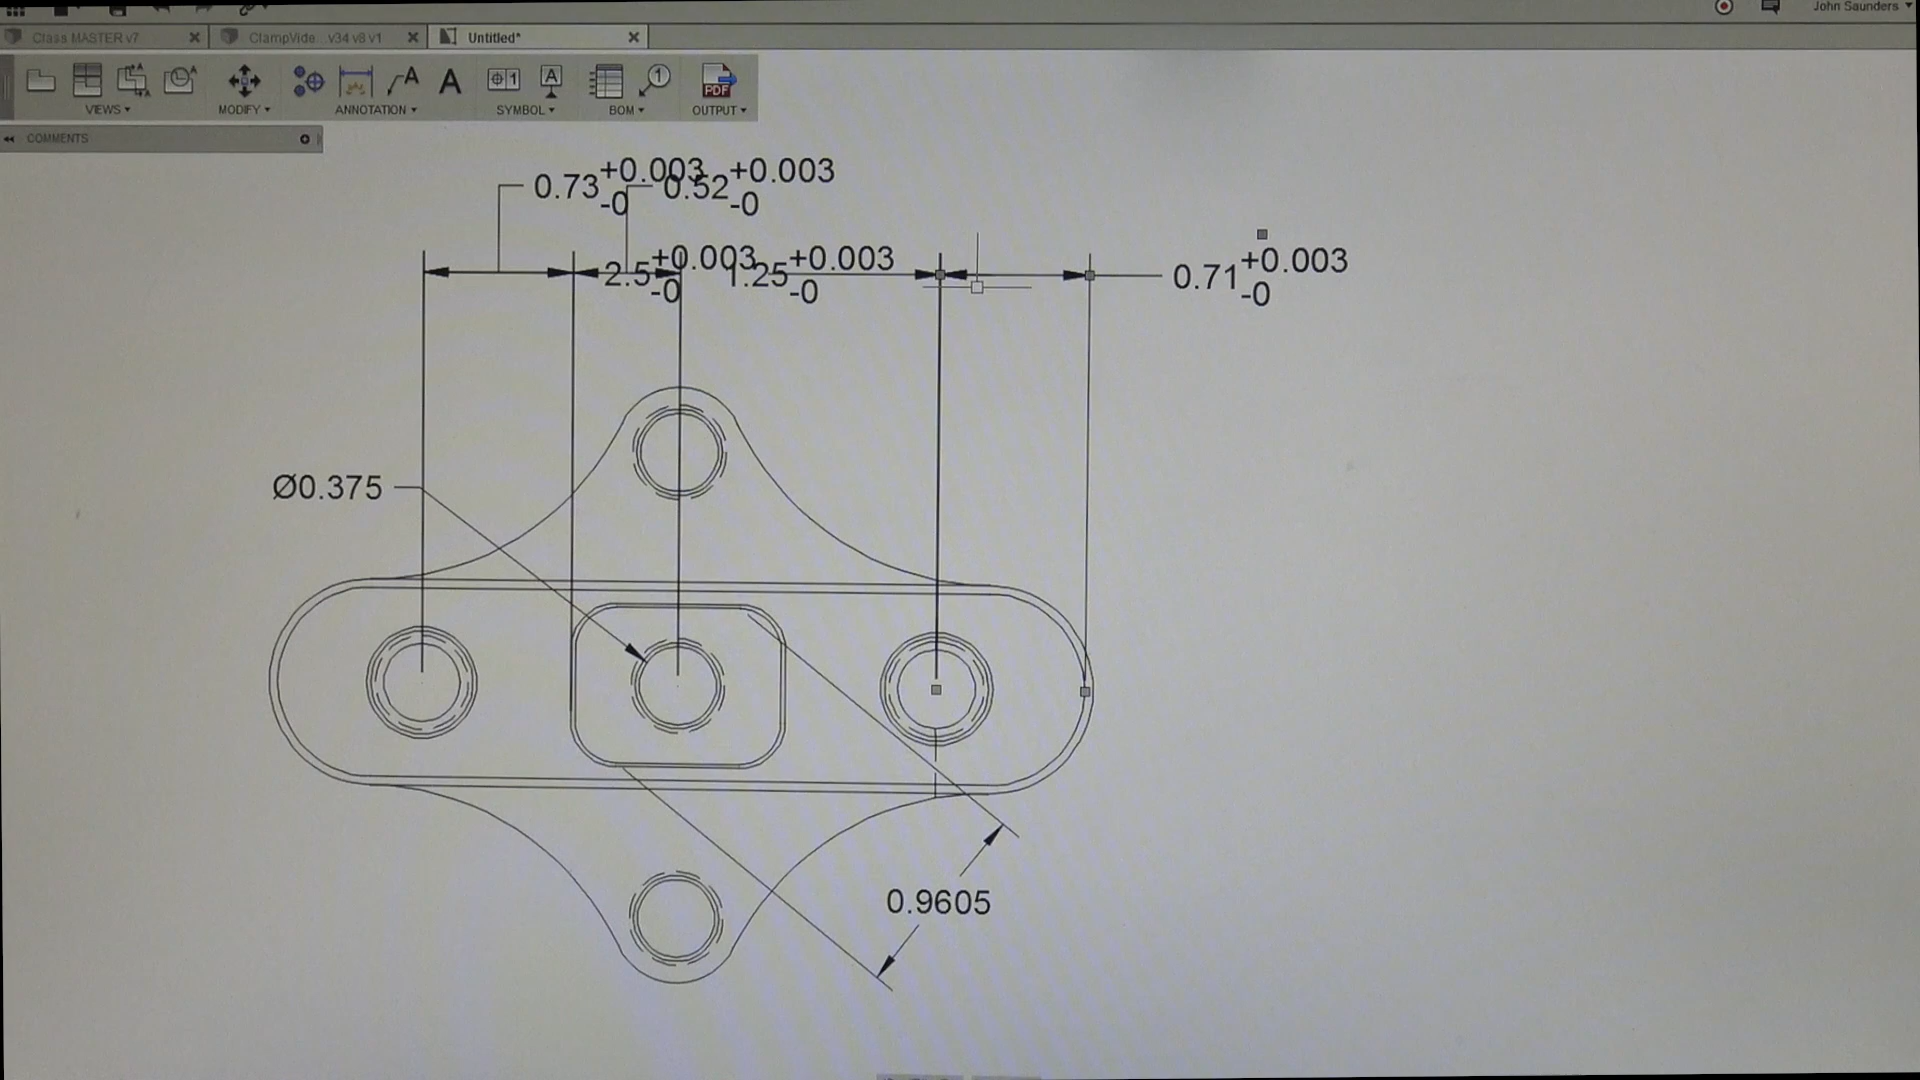 John Saunders
Class MASTER v7
ClampVide...v34 v8 v1
Untitled*
VIEWS
MODIFY
ANNOTATION
SYMBOL
BOM
OUTPUT
COMMENTS
0.73 +0.003 -0
0.52 +0.003 -0
2.5 +0.003 -0
1.25 +0.003 -0
0.71 +0.003 -0
Ø0.375
0.9605
A
A
1
A
1
PDF